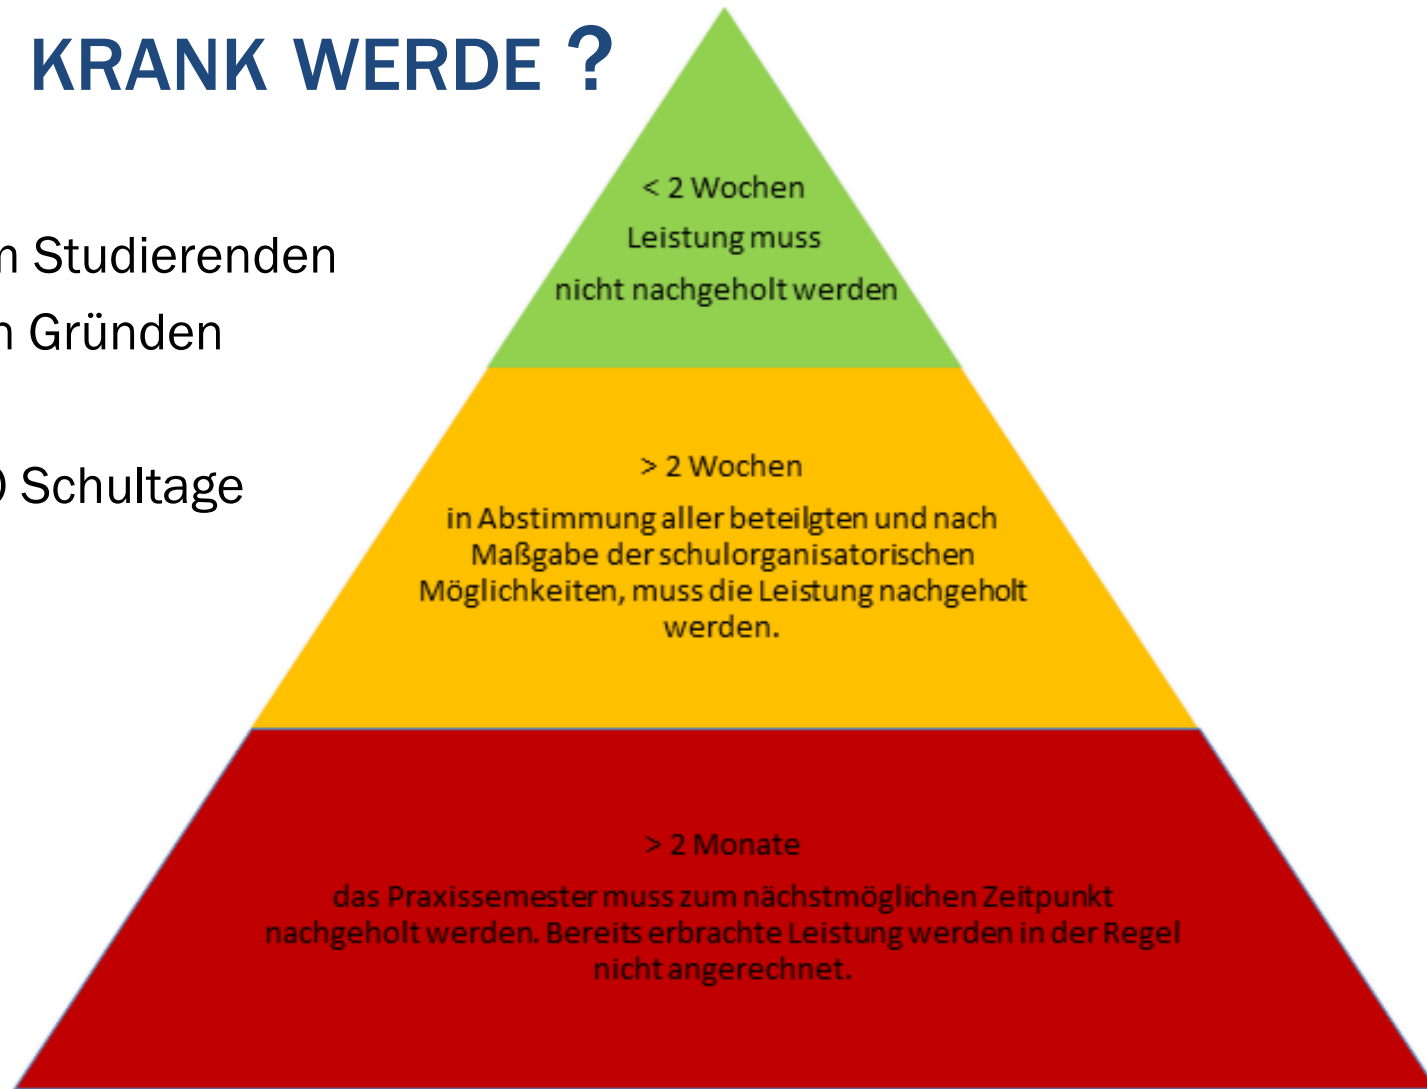 KRANK WERDE ?
Studierenden
Gründen
Schultage
< 2 Wochen
Leistung muss
nicht nachgeholt werden
> 2 Wochen
in Abstimmung aller beteilgten und nach
Maßgabe der schulorganisatorischen
Möglichkeiten, muss die Leistung nachgeholt
werden.
> 2 Monate
das Praxissemester muss zum nächstmöglichen Zeitpunkt
nachgeholt werden. Bereits erbrachte Leistung werden in der Regel
nicht angerechnet.